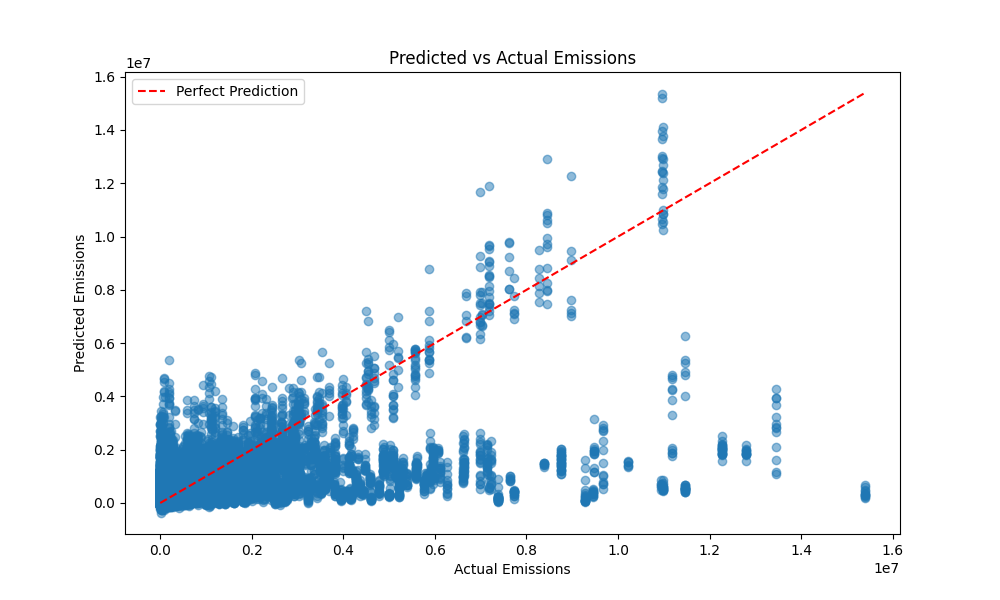 Predicted vs Actual Emissions
1e7
Perfect Prediction
1.6
1.4
1.2
1.0
0.8
0.6
0.4
0.2
0.0
Predicted Emissions
0.0 0.2 0.4 0.6 0.8 1.0 1.2 1.4 1.6
Actual Emissions
1e7